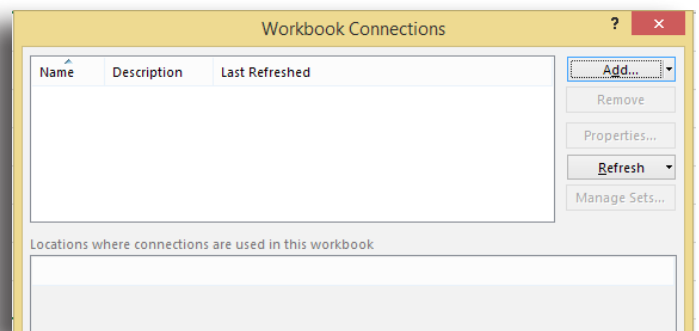 Workbook Connections
? ×
Name Description Last Refreshed
Add...
Remove
Properties...
Refresh
Manage Sets...
Locations where connections are used in this workbook